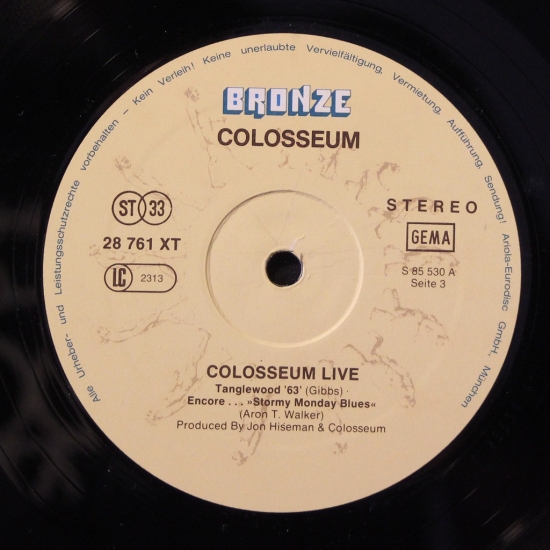 Alle Urheber- und Leistungsschutzrechte vorbehalten – Kein Verleih! Keine unerlaubte Vervielfältigung, Vermietung, Aufführung, Sendung! Ariola-Eurodisc GmbH., München
BRONZE
COLOSSEUM
ST 33
STEREO
28 761 XT
GEMA
LC 2313
S 85 530 A
Seite 3
COLOSSEUM LIVE
Tanglewood '63' (Gibbs) ·
Encore . . . »Stormy Monday Blues«
(Aron T. Walker)
Produced By Jon Hiseman & Colosseum